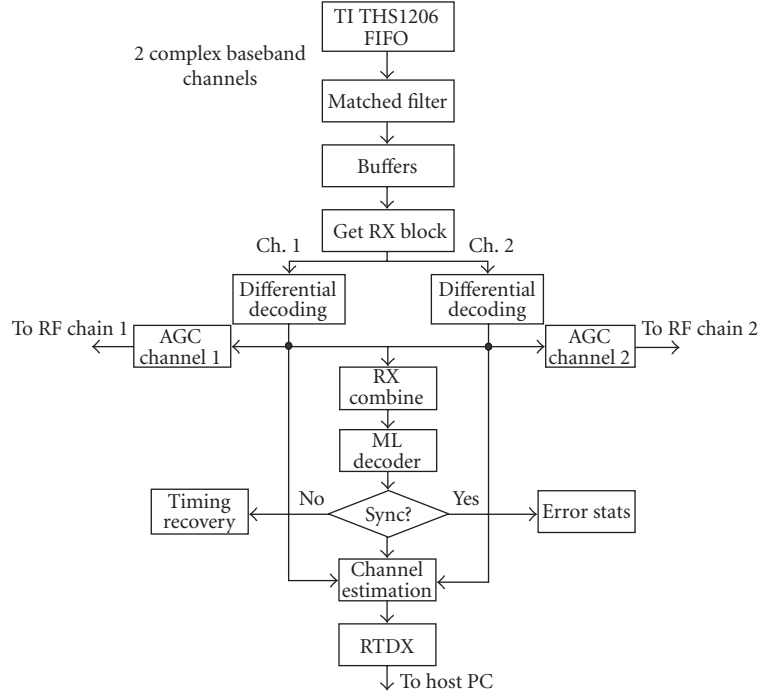 TI THS1206
FIFO
2 complex baseband
channels
Matched filter
Buffers
Get RX block
Ch. 1
Ch. 2
Differential
decoding
Differential
decoding
To RF chain 1
AGC
channel 1
AGC
channel 2
To RF chain 2
RX
combine
ML
decoder
Timing
recovery
No
Sync?
Yes
Error stats
Channel
estimation
RTDX
To host PC